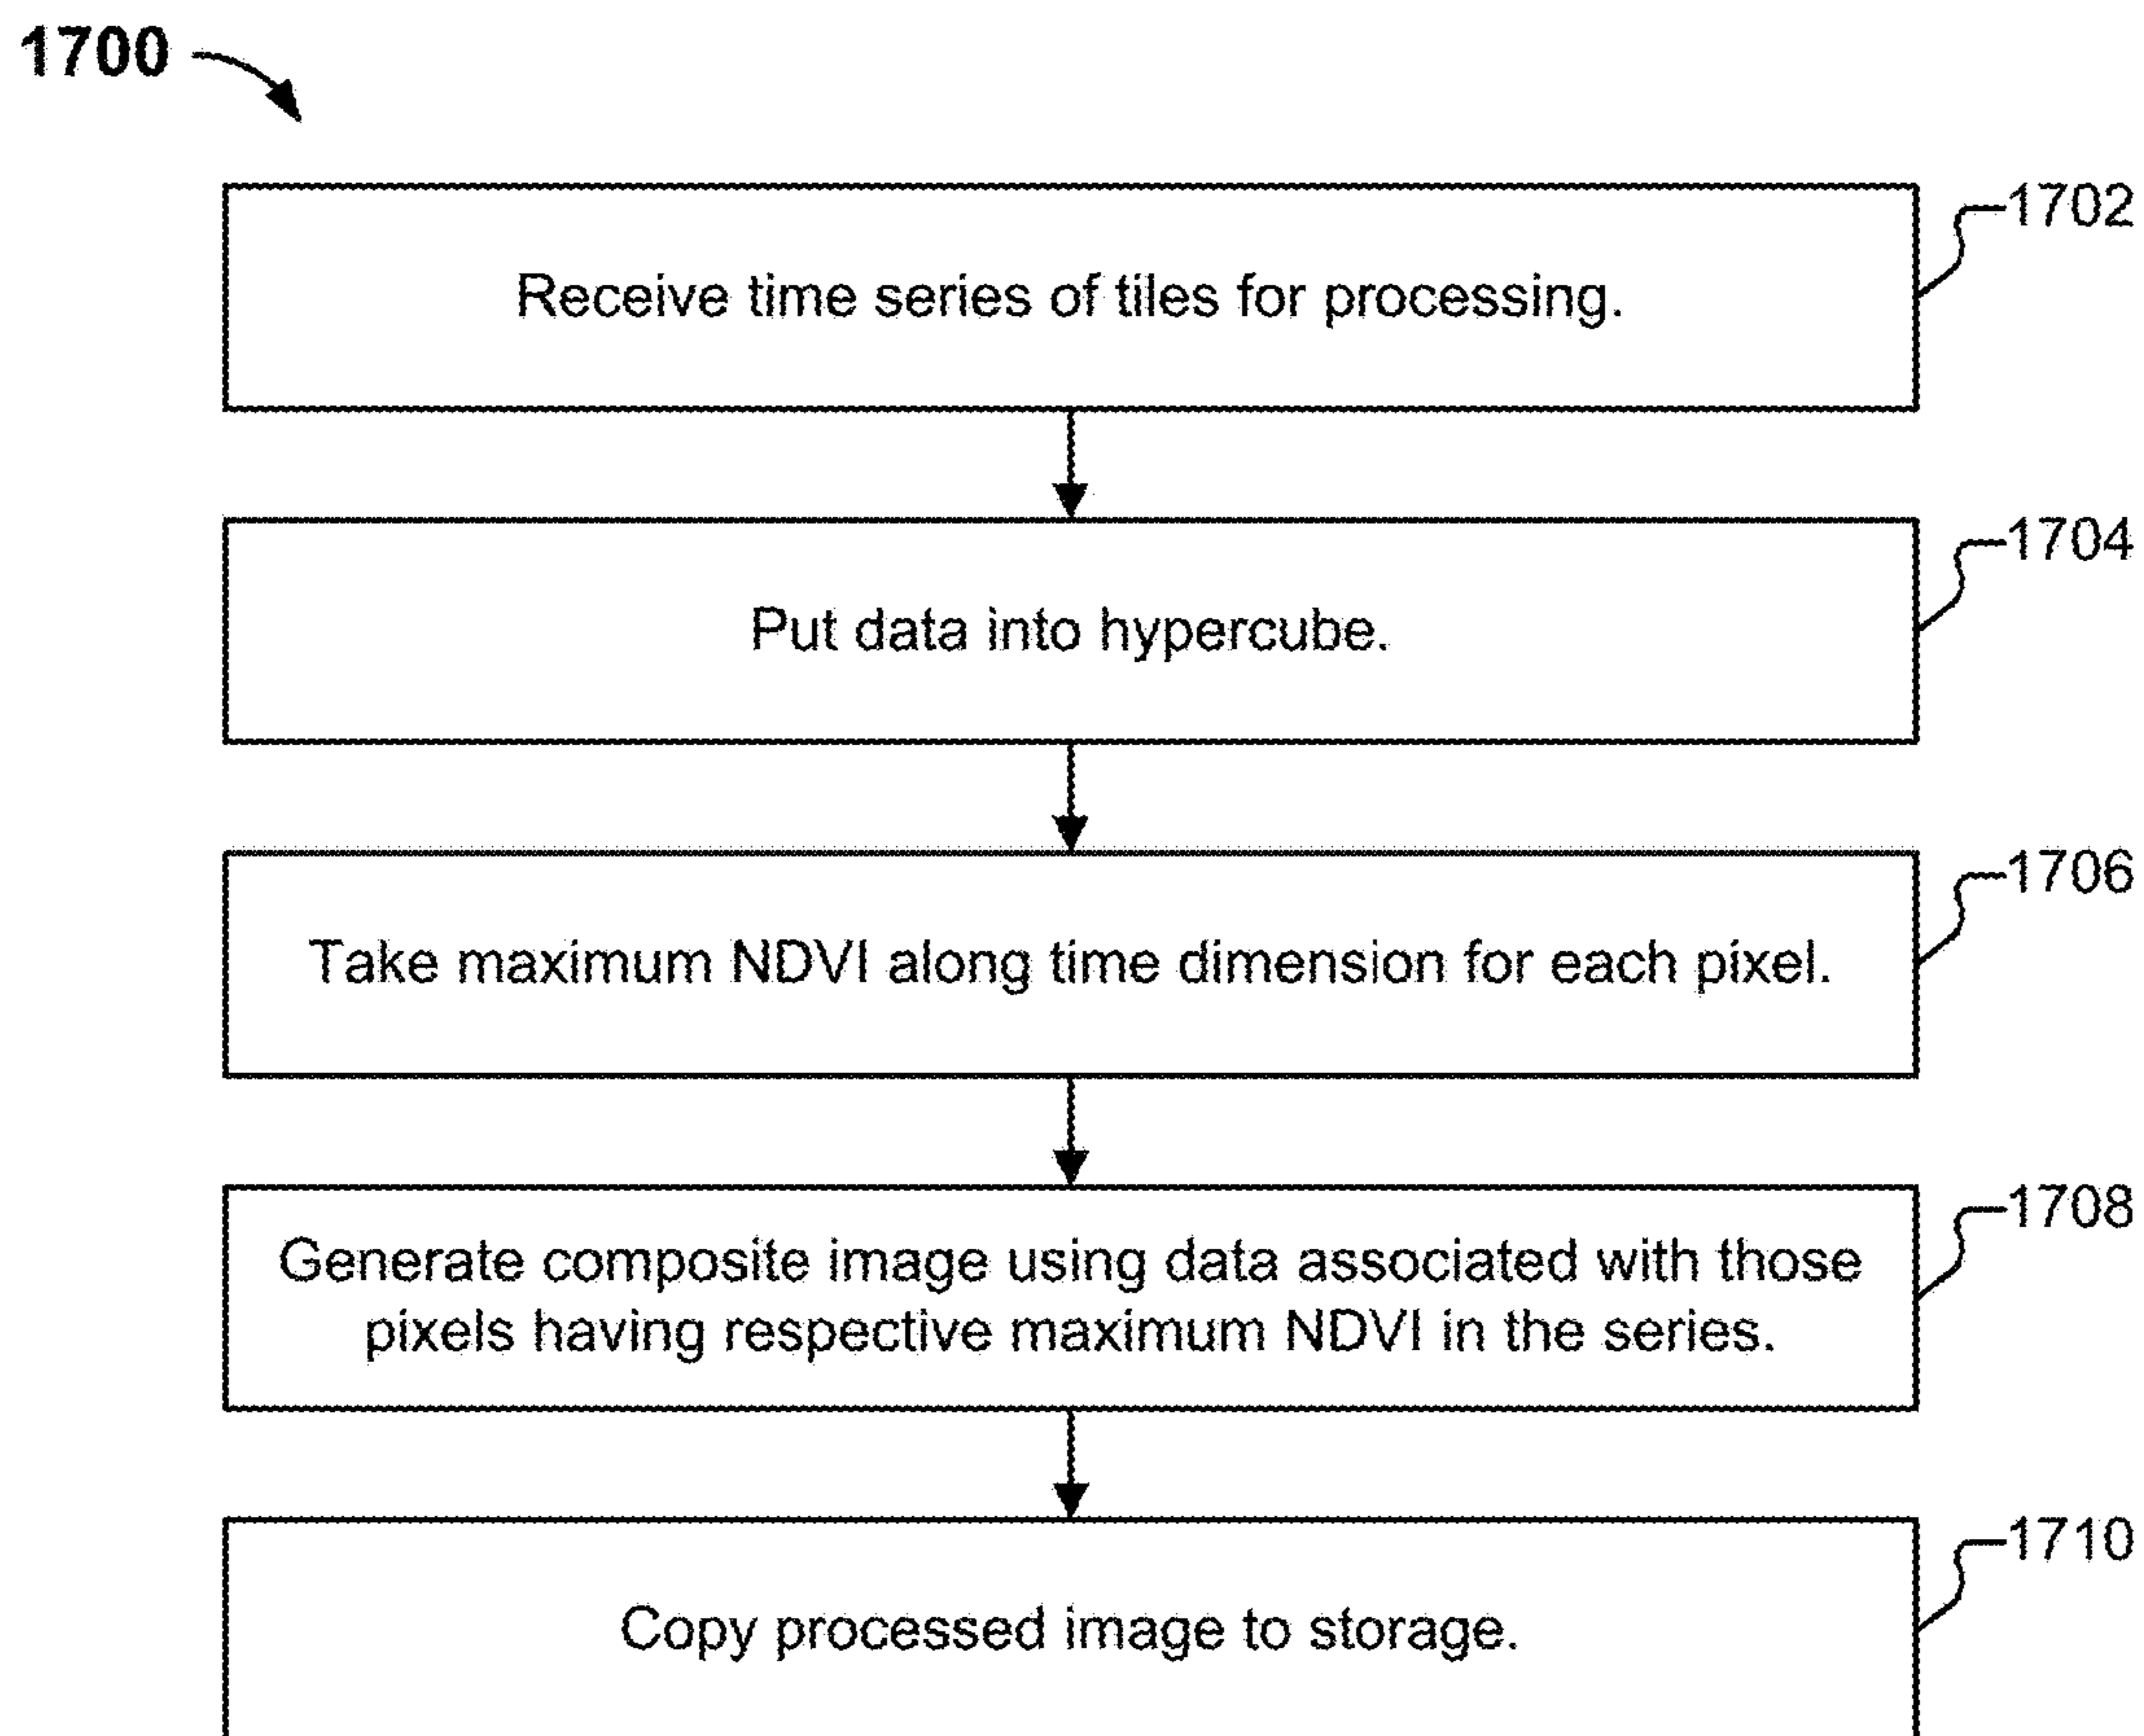 1700
1702
Receive time series of tiles for processing.
1704
Put data into hypercube.
1706
Take maximum NDVI along time dimension for each pixel.
1708
Generate composite image using data associated with those
pixels having respective maximum NDVI in the series.
1710
Copy processed image to storage.